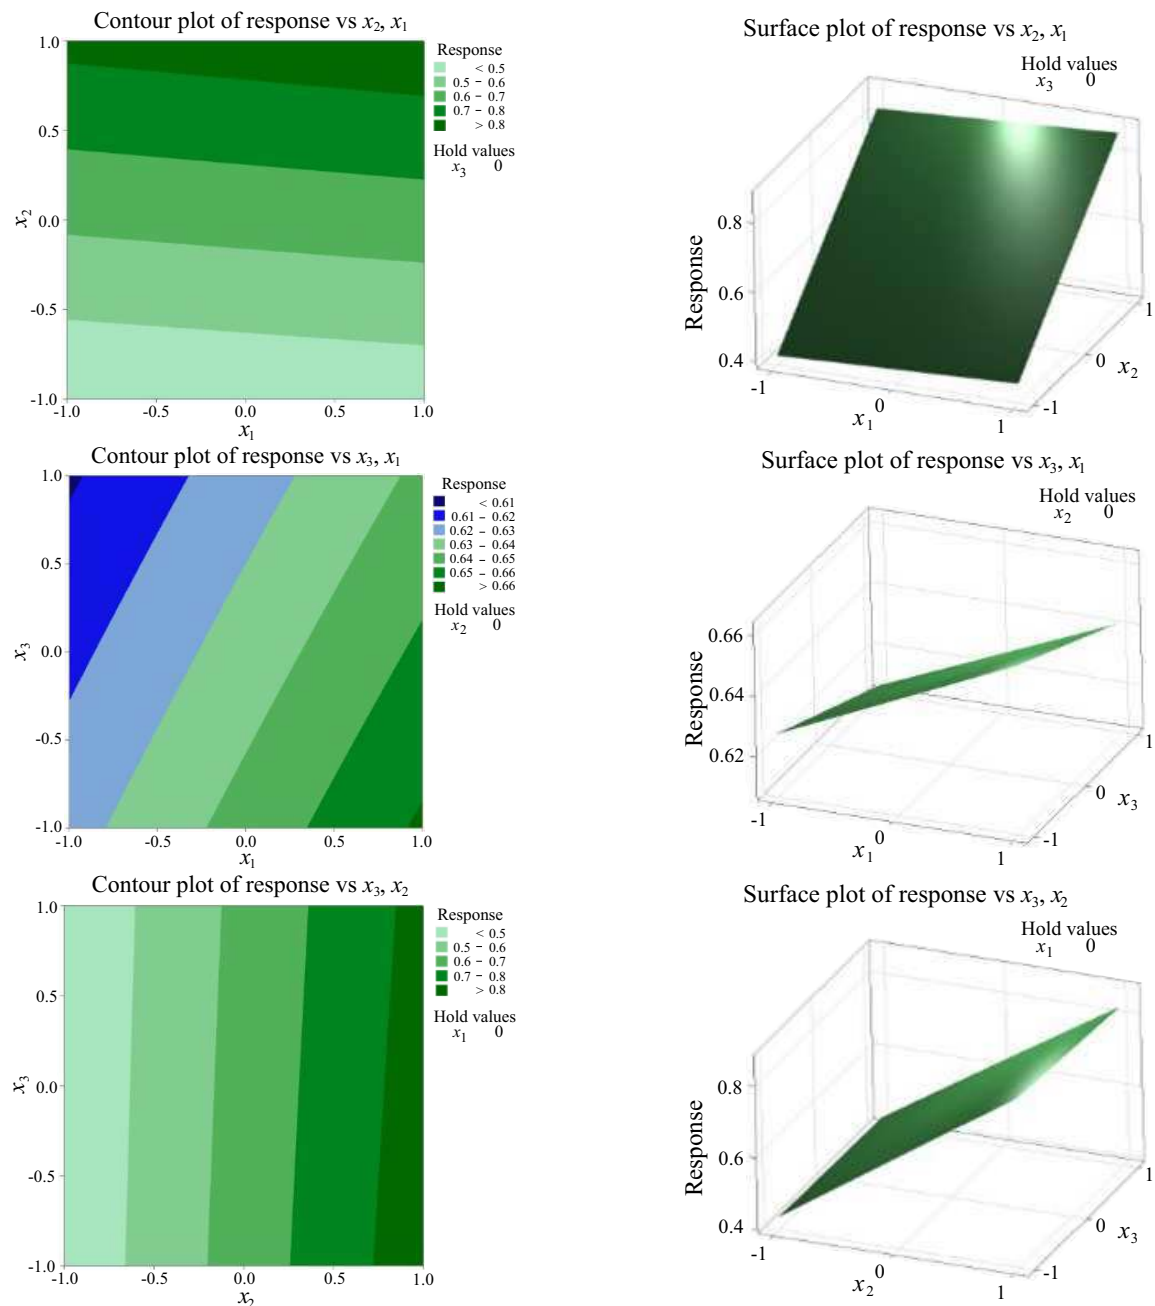 Contour plot of response vs x2, x1
1.0
0.5
0.0
-0.5
-1.0
x2
-1.0 -0.5 0.0 0.5 1.0
x1
Response
< 0.5
0.5 – 0.6
0.6 – 0.7
0.7 – 0.8
> 0.8
Hold values
x3 0
Surface plot of response vs x2, x1
Hold values
x3 0
Response
0.8
0.6
0.4
-1 0 1
x1
-1 0 1
x2
Contour plot of response vs x3, x1
1.0
0.5
0.0
-0.5
-1.0
x3
-1.0 -0.5 0.0 0.5 1.0
x1
Response
< 0.61
0.61 – 0.62
0.62 – 0.63
0.63 – 0.64
0.64 – 0.65
0.65 – 0.66
> 0.66
Hold values
x2 0
Surface plot of response vs x3, x1
Hold values
x2 0
Response
0.66
0.64
0.62
-1 0 1
x1
-1 0 1
x3
Contour plot of response vs x3, x2
1.0
0.5
0.0
-0.5
-1.0
x3
-1.0 -0.5 0.0 0.5 1.0
x2
Response
< 0.5
0.5 – 0.6
0.6 – 0.7
0.7 – 0.8
> 0.8
Hold values
x1 0
Surface plot of response vs x3, x2
Hold values
x1 0
Response
0.8
0.6
0.4
-1 0 1
x2
-1 0 1
x3